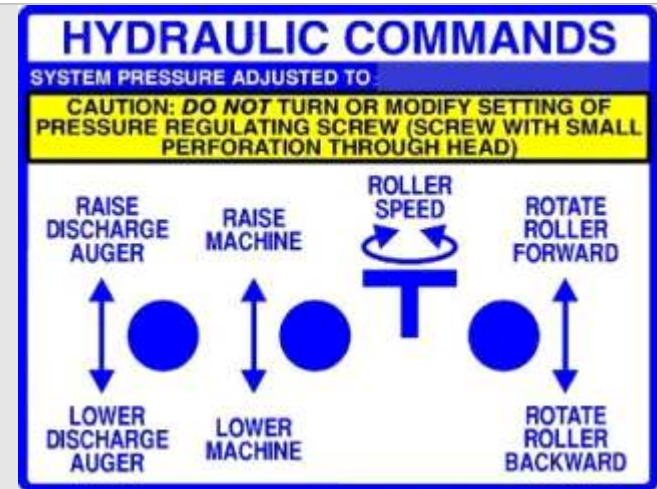 HYDRAULIC COMMANDS
SYSTEM PRESSURE ADJUSTED TO:
CAUTION: DO NOT TURN OR MODIFY SETTING OF
PRESSURE REGULATING SCREW (SCREW WITH SMALL
PERFORATION THROUGH HEAD)
RAISE
DISCHARGE
AUGER
RAISE
MACHINE
ROLLER
SPEED
ROTATE
ROLLER
FORWARD
LOWER
DISCHARGE
AUGER
LOWER
MACHINE
ROTATE
ROLLER
BACKWARD